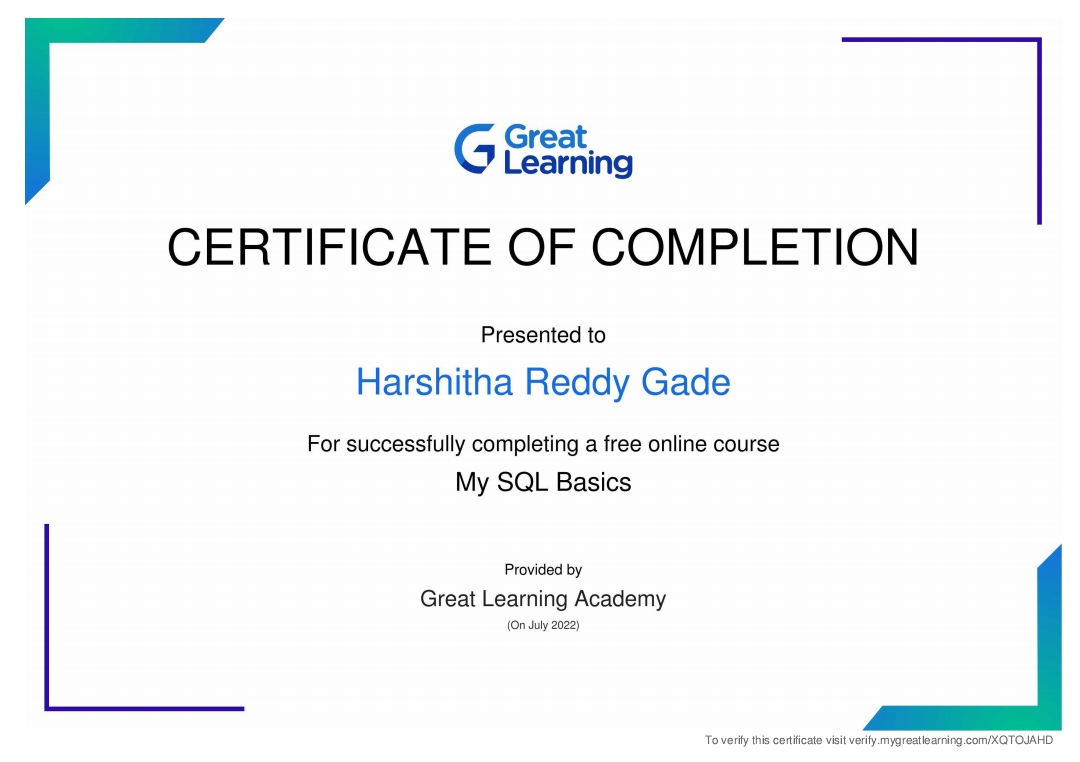 Great
Learning
CERTIFICATE OF COMPLETION
Presented to
Harshitha Reddy Gade
For successfully completing a free online course
My SQL Basics
Provided by
Great Learning Academy
(On July 2022)
To verify this certificate visit verify.mygreatlearning.com/XQTOJAHD